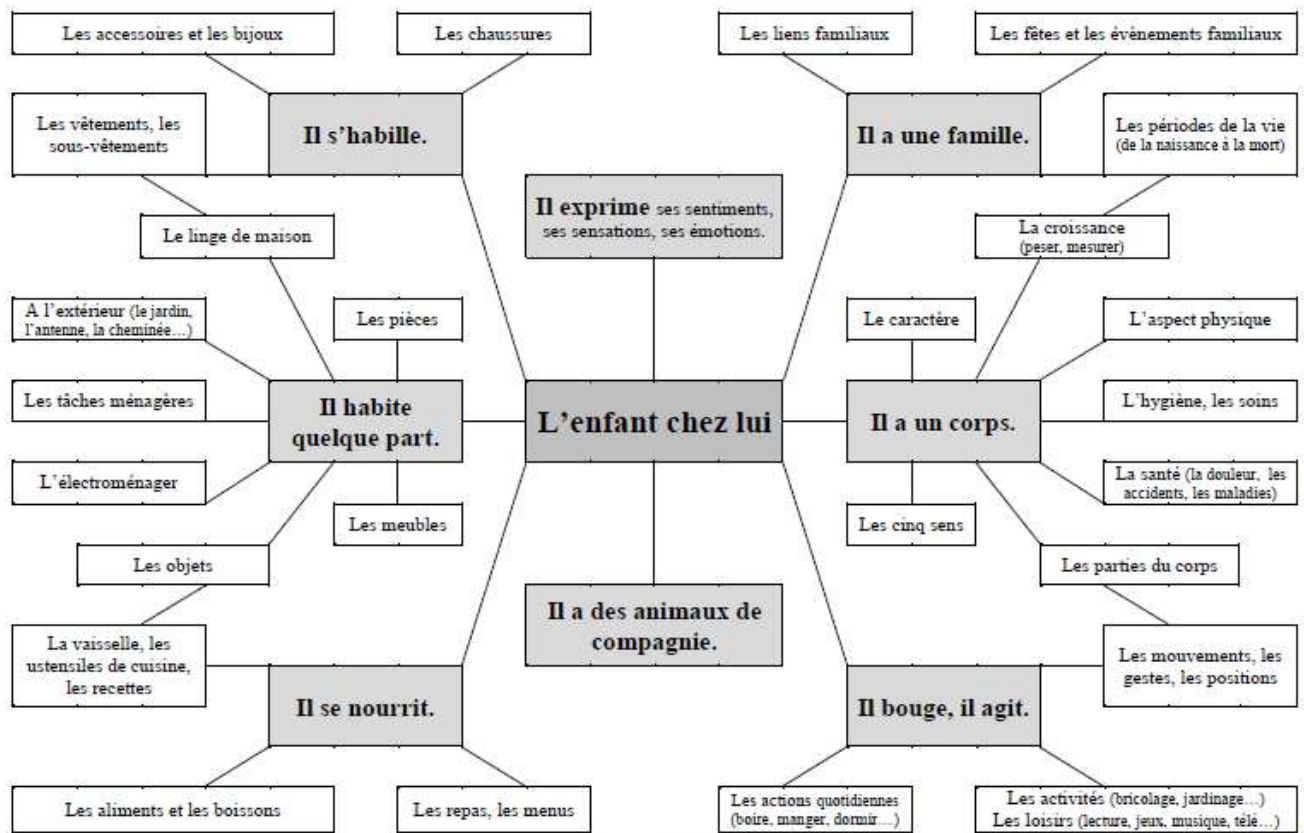 Les accessoires et les bijoux
Les chaussures
Les liens familiaux
Les fêtes et les évènements familiaux
Les vêtements, les
sous-vêtements
Il s'habille.
Il a une famille.
Les périodes de la vie
(de la naissance à la mort)
Il exprime ses sentiments,
ses sensations, ses émotions.
Le linge de maison
La croissance
(peser, mesurer)
A l'extérieur (le jardin,
l'antenne, la cheminée…)
Les pièces
Le caractère
L'aspect physique
Les tâches ménagères
Il habite
quelque part.
L'enfant chez lui
Il a un corps.
L'hygiène, les soins
L'électroménager
La santé (la douleur, les
accidents, les maladies)
Les meubles
Les cinq sens
Les objets
Les parties du corps
Il a des animaux de
compagnie.
La vaisselle, les
ustensiles de cuisine,
les recettes
Les mouvements, les
gestes, les positions
Il se nourrit.
Il bouge, il agit.
Les aliments et les boissons
Les repas, les menus
Les actions quotidiennes
(boire, manger, dormir…)
Les activités (bricolage, jardinage…)
Les loisirs (lecture, jeux, musique, télé…)